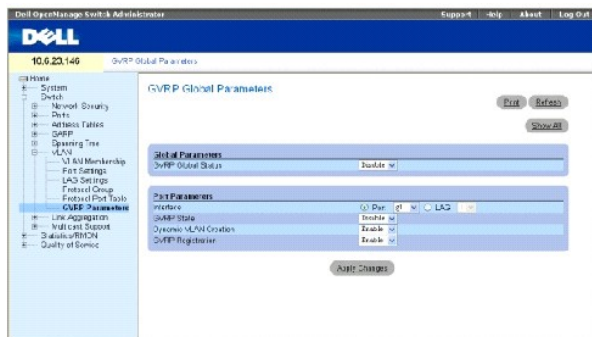 Dell OpenManage Switch Administrator
Support Help About Log Out
DELL
10.6.23.146
GVRP Global Parameters
Home
System
Switch
Network Security
Ports
Address Tables
GARP
Spanning Tree
VLAN
VLAN Membership
Port Settings
LAG Settings
Protocol Group
Protocol Port Table
GVRP Parameters
Link Aggregation
Multicast Support
Statistics/RMON
Quality of Service
GVRP Global Parameters
Print Refresh
Show All
Global Parameters
GVRP Global Status Disable
Port Parameters
Interface Port g1 LAG
GVRP State Disable
Dynamic VLAN Creation Enable
GVRP Registration Enable
Apply Changes